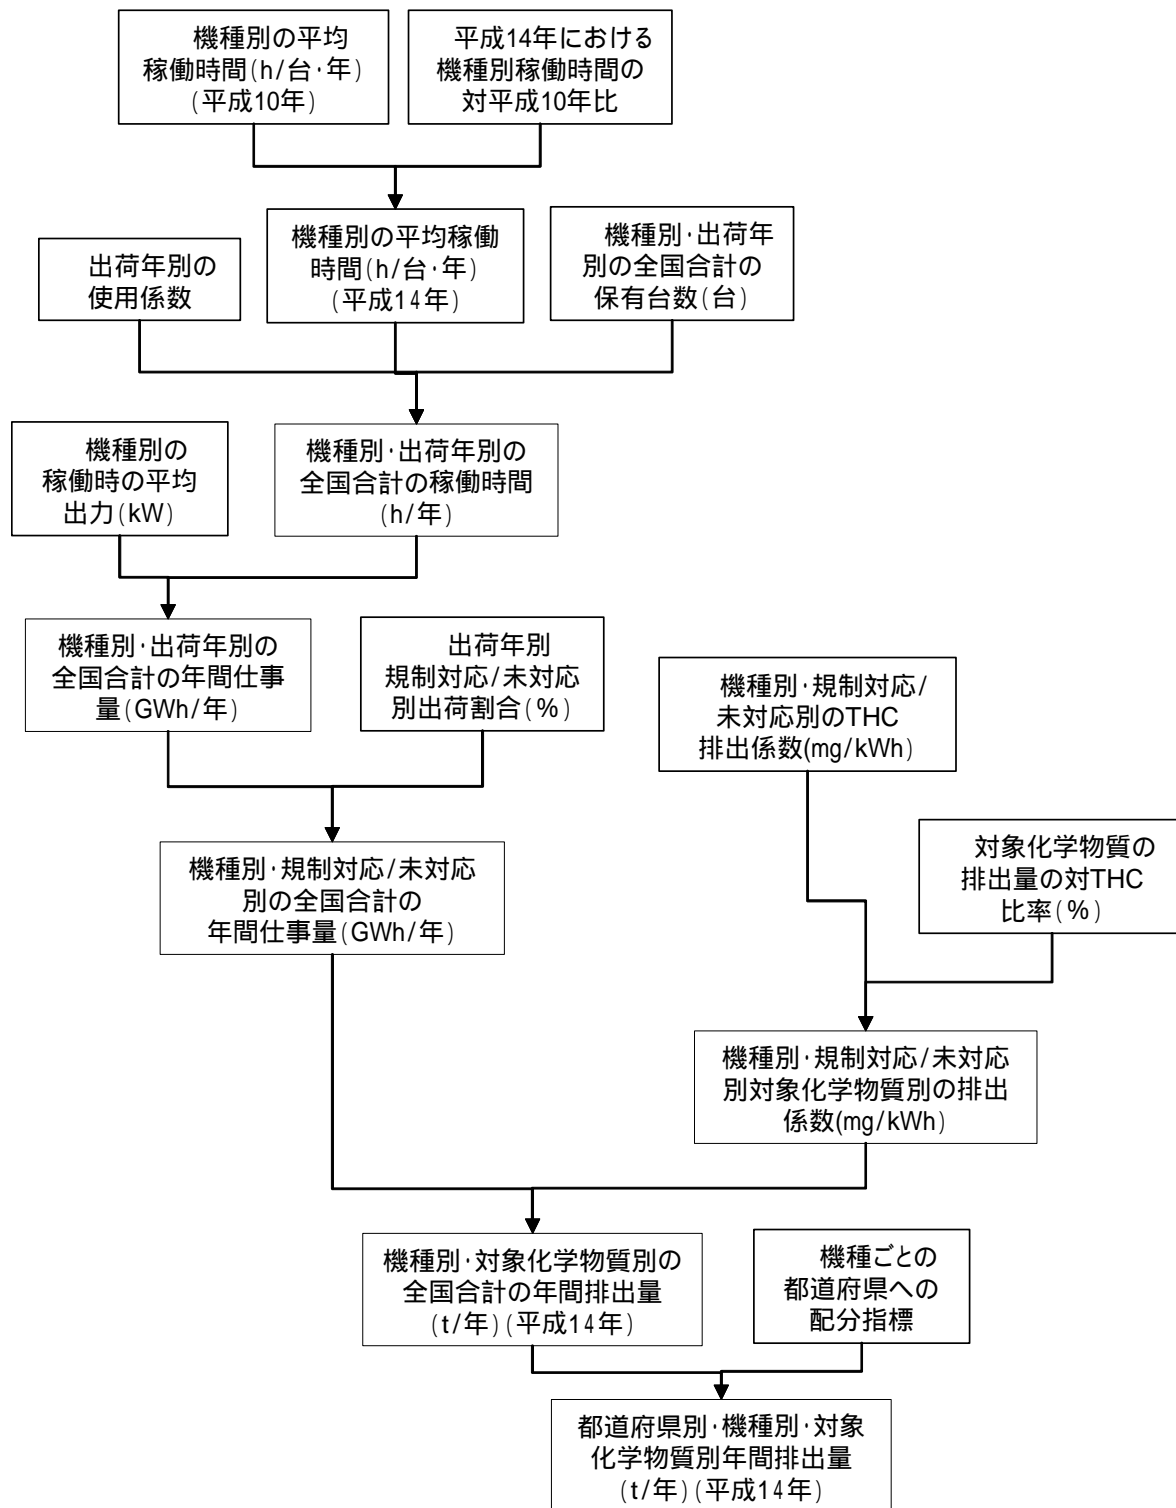 機種別の平均
稼働時間(h/台・年)
(平成10年)
平成14年における
機種別稼働時間の
対平成10年比
出荷年別の
使用係数
機種別の平均稼働
時間(h/台・年)
(平成14年)
機種別・出荷年
別の全国合計の
保有台数(台)
機種別の
稼働時の平均
出力(kW)
機種別・出荷年別の
全国合計の稼働時間
(h/年)
機種別・出荷年別の
全国合計の年間仕事
量(GWh/年)
出荷年別
規制対応/未対応
別出荷割合(%)
機種別・規制対応/
未対応別のTHC
排出係数(mg/kWh)
機種別・規制対応/未対応
別の全国合計の
年間仕事量(GWh/年)
対象化学物質の
排出量の対THC
比率(%)
機種別・規制対応/未対応
別対象化学物質別の排出
係数(mg/kWh)
機種別・対象化学物質別の
全国合計の年間排出量
(t/年)(平成14年)
機種ごとの
都道府県への
配分指標
都道府県別・機種別・対象
化学物質別年間排出量
(t/年)(平成14年)